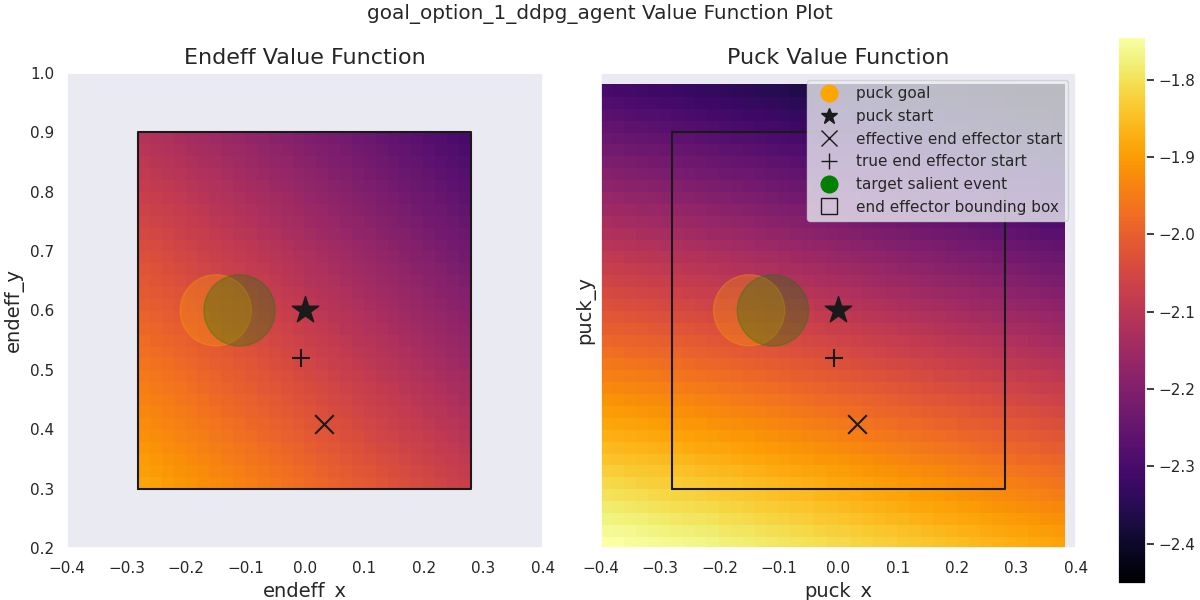 goal_option_1_ddpg_agent Value Function Plot
Endeff Value Function
endeff_y
1.0
0.9
0.8
0.7
0.6
0.5
0.4
0.3
0.2
−0.4 −0.3 −0.2 −0.1 0.0 0.1 0.2 0.3 0.4
endeff_x
Puck Value Function
puck_y
puck goal
puck start
effective end effector start
true end effector start
target salient event
end effector bounding box
−0.4 −0.3 −0.2 −0.1 0.0 0.1 0.2 0.3 0.4
puck_x
−1.8
−1.9
−2.0
−2.1
−2.2
−2.3
−2.4